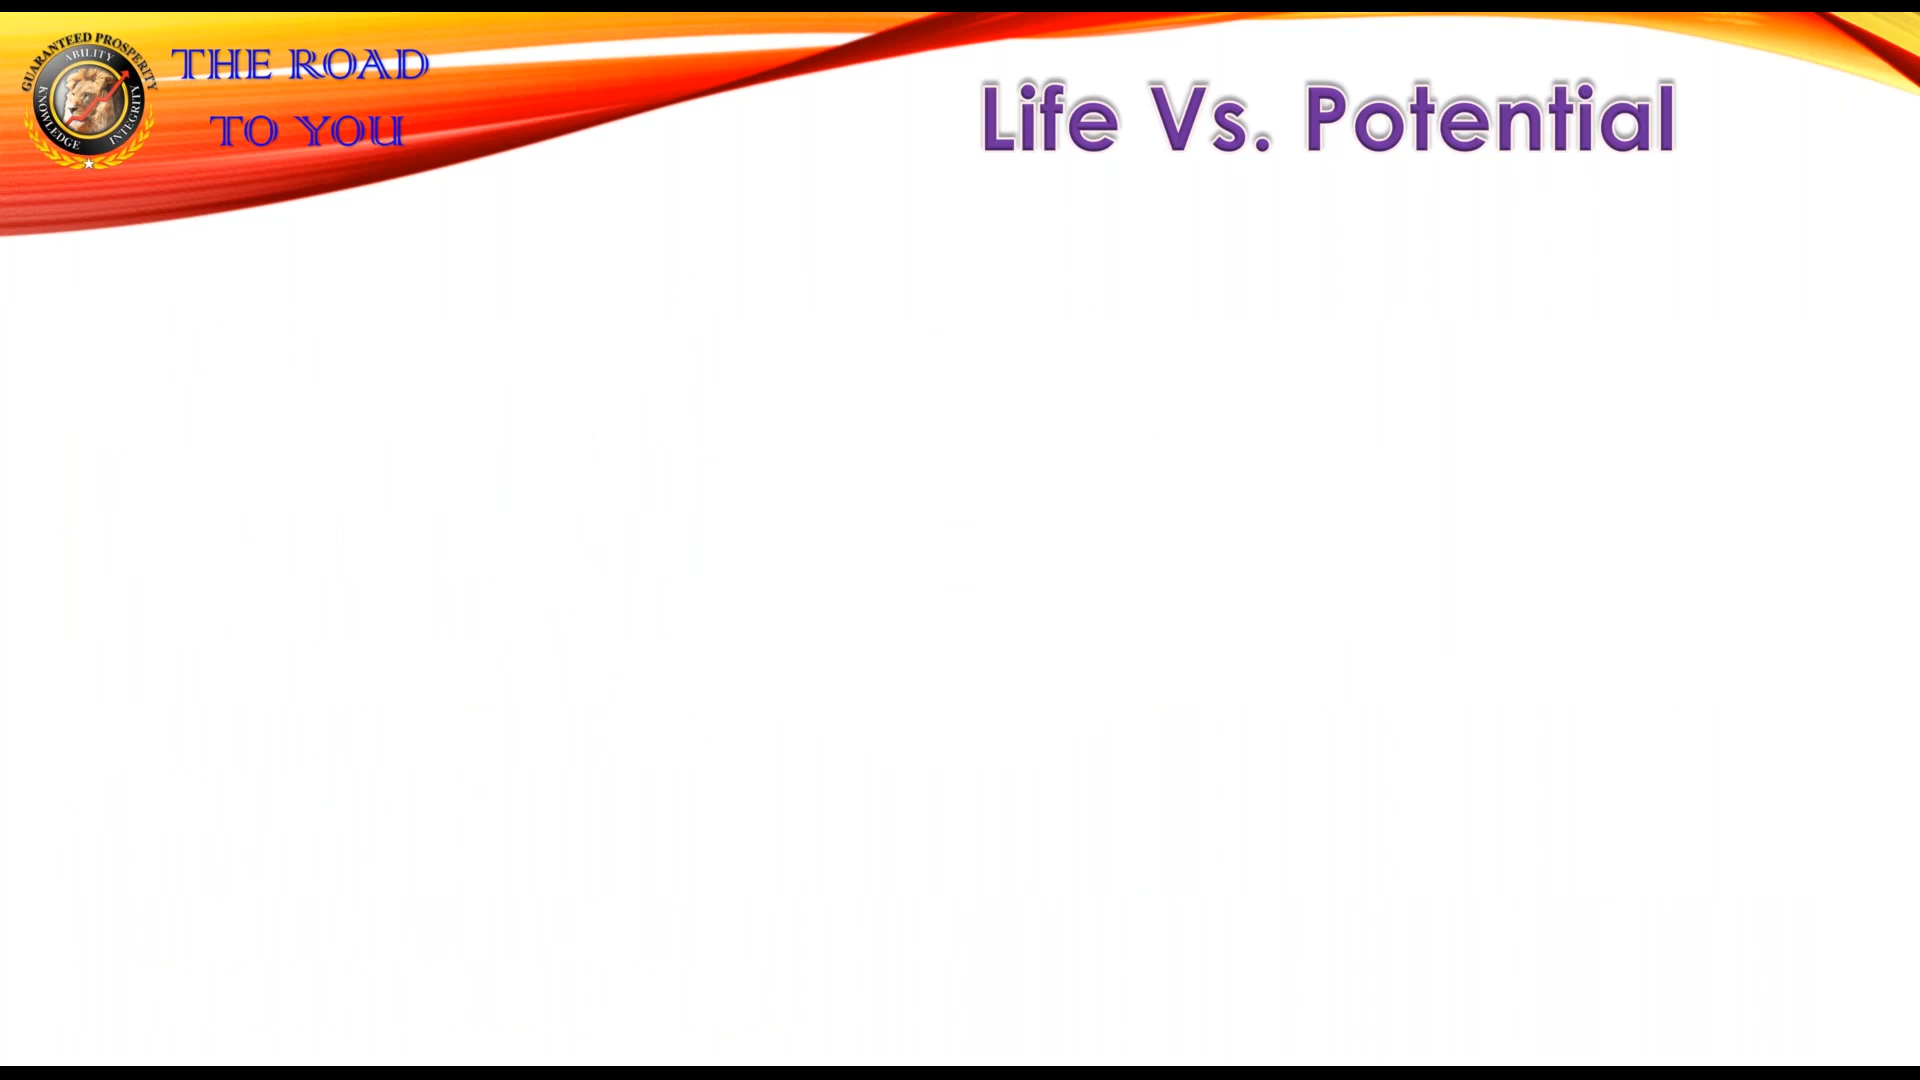 GUARANTEED PROSPERITY
ABILITY
KNOWLEDGE
INTEGRITY
THE ROAD
TO YOU
Life Vs. Potential